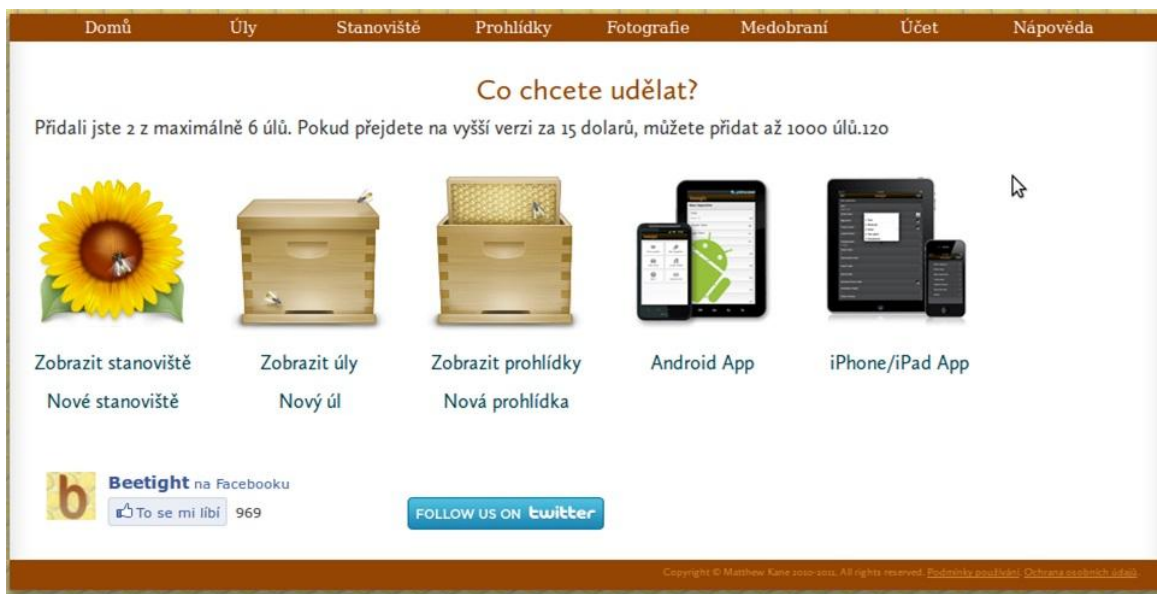 Domů Úly Stanoviště Prohlídky Fotografie Medobraní Účet Nápověda
Co chcete udělat?
Přidali jste 2 z maximálně 6 úlů. Pokud přejdete na vyšší verzi za 15 dolarů, můžete přidat až 1000 úlů.120
Zobrazit stanoviště Zobrazit úly Zobrazit prohlídky Android App iPhone/iPad App
Nové stanoviště Nový úl Nová prohlídka
Beetight na Facebooku
To se mi líbí 969
FOLLOW US ON twitter
Copyright © Matthew Kane 2010-2011. All rights reserved. Podmínky používání. Ochrana osobních údajů.